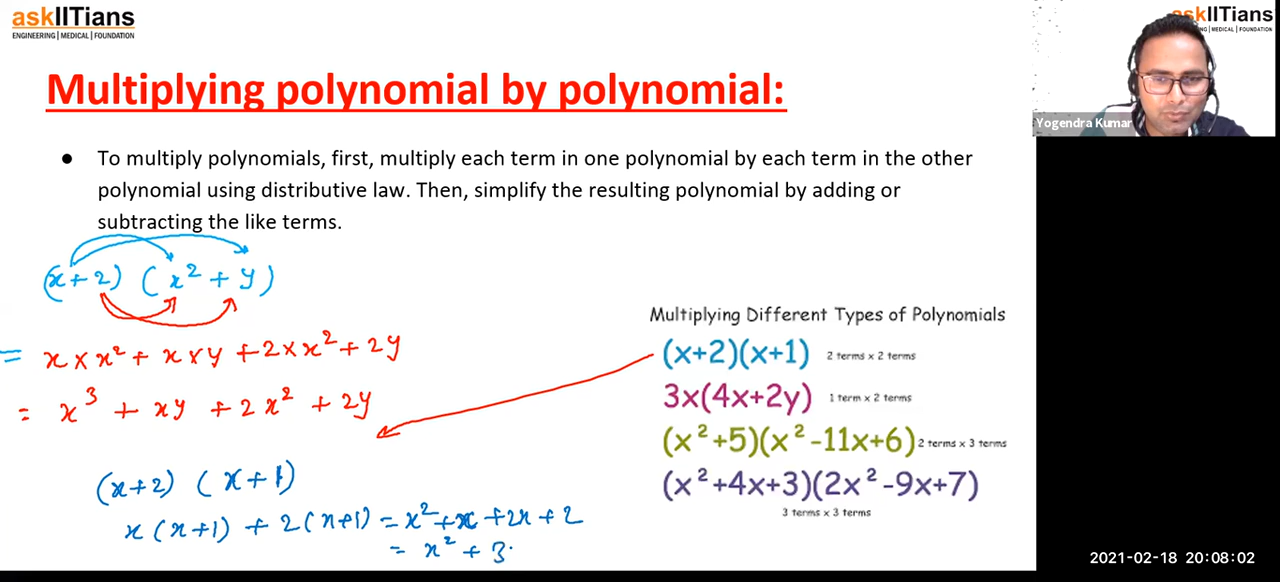 askIITians
ENGINEERING | MEDICAL | FOUNDATION
askIITians
NG | MEDICAL | FOUNDATION
Yogendra Kumar
Multiplying polynomial by polynomial:
● To multiply polynomials, first, multiply each term in one polynomial by each term in the other
polynomial using distributive law. Then, simplify the resulting polynomial by adding or
subtracting the like terms.
(x+2) (x² + y)
= x × x² + x × y + 2 × x² + 2y
= x³ + xy + 2x² + 2y
(x+2) (x+1)
x(x+1) + 2(x+1) = x² + x + 2x + 2
= x² + 3
Multiplying Different Types of Polynomials
(x+2)(x+1) 2 terms x 2 terms
3x(4x+2y) 1 term x 2 terms
(x²+5)(x²-11x+6) 2 terms x 3 terms
(x²+4x+3)(2x²-9x+7)
3 terms x 3 terms
2021-02-18 20:08:02